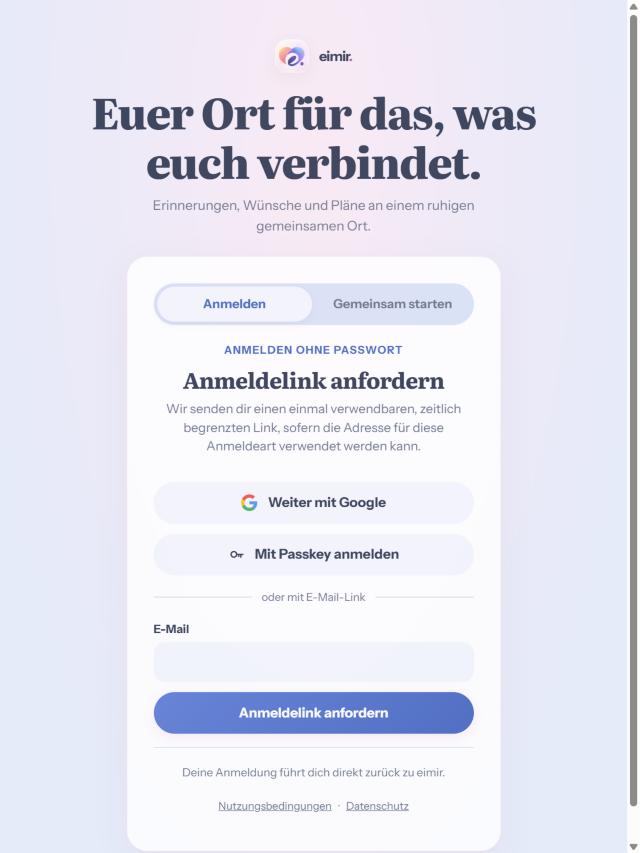 eimir.
Euer Ort für das, was
euch verbindet.
Erinnerungen, Wünsche und Pläne an einem ruhigen
gemeinsamen Ort.
Anmelden
Gemeinsam starten
ANMELDEN OHNE PASSWORT
Anmeldelink anfordern
Wir senden dir einen einmal verwendbaren, zeitlich
begrenzten Link, sofern die Adresse für diese
Anmeldeart verwendet werden kann.
Weiter mit Google
Mit Passkey anmelden
oder mit E-Mail-Link
E-Mail
Anmeldelink anfordern
Deine Anmeldung führt dich direkt zurück zu eimir.
Nutzungsbedingungen · Datenschutz